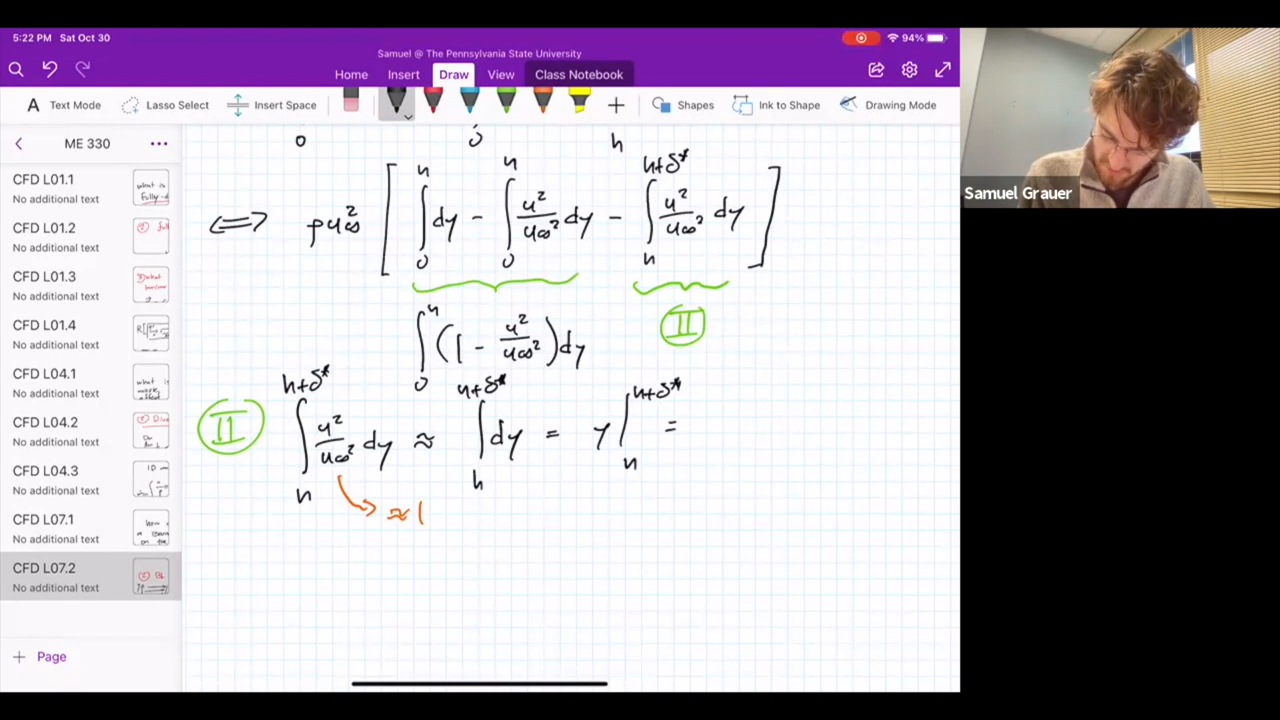 5:22 PM Sat Oct 30
94%
Samuel @ The Pennsylvania State University
Home Insert Draw View Class Notebook
A Text Mode Lasso Select Insert Space Shapes Ink to Shape Drawing Mode
ME 330
CFD L01.1
No additional text
CFD L01.2
No additional text
CFD L01.3
No additional text
CFD L01.4
No additional text
CFD L04.1
No additional text
CFD L04.2
No additional text
CFD L04.3
No additional text
CFD L07.1
No additional text
CFD L07.2
No additional text
+ Page
0 0 h
⟺ ρu∞² [ ∫₀ʰ dy − ∫₀ʰ u²/u∞² dy − ∫ₕʰ⁺ᵟ* u²/u∞² dy ]
II
∫₀ʰ (1 − u²/u∞²) dy
II ∫ₕʰ⁺ᵟ* u²/u∞² dy ≈ ∫ₕʰ⁺ᵟ* dy = y |ₕʰ⁺ᵟ* =
≈ 1
Samuel Grauer